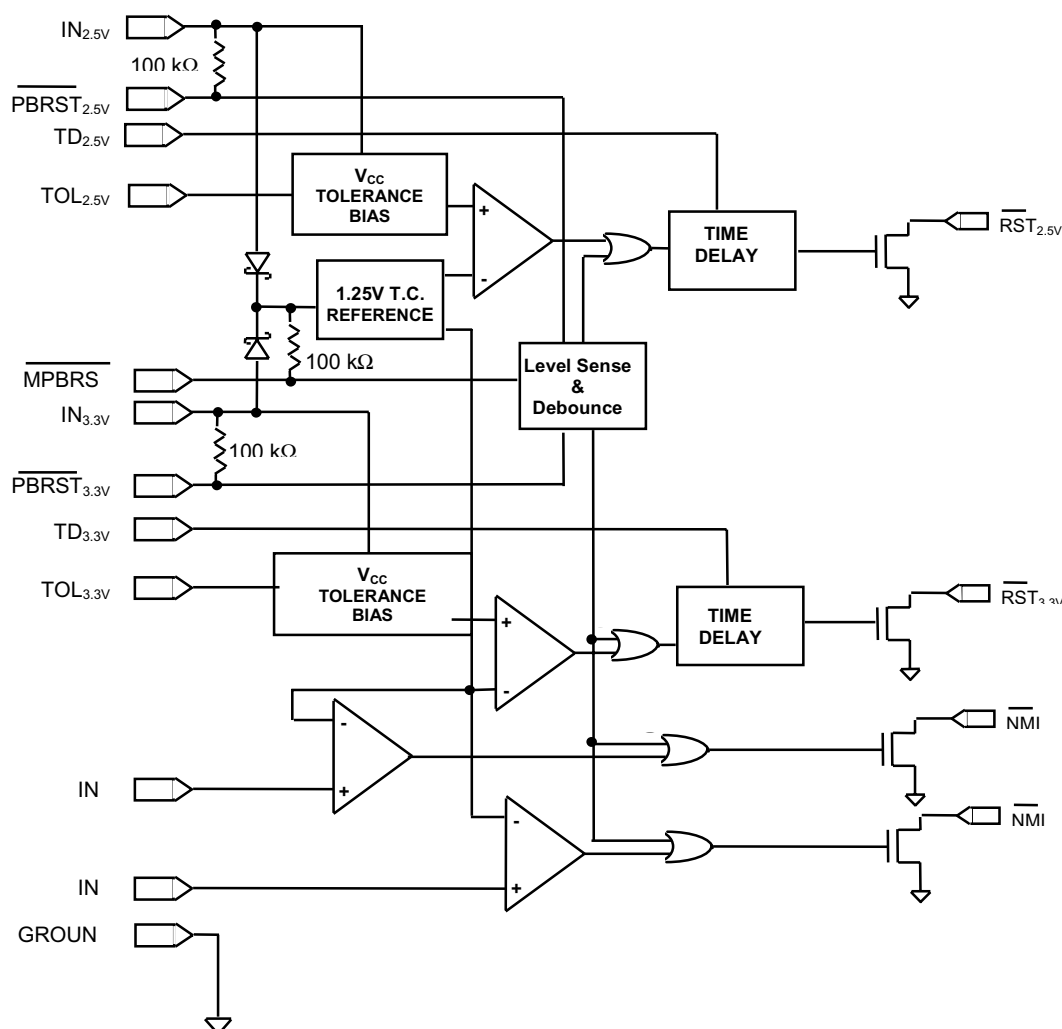 IN2.5V
100 kΩ
PBRST2.5V
TD2.5V
TOL2.5V
VCC
TOLERANCE
BIAS
+
-
TIME
DELAY
RST2.5V
1.25V T.C.
REFERENCE
100 kΩ
MPBRS
Level Sense
&
Debounce
IN3.3V
100 kΩ
PBRST3.3V
TD3.3V
TOL3.3V
VCC
TOLERANCE
BIAS
+
-
TIME
DELAY
RST3.3V
-
+
NMI
IN
-
+
NMI
IN
GROUN